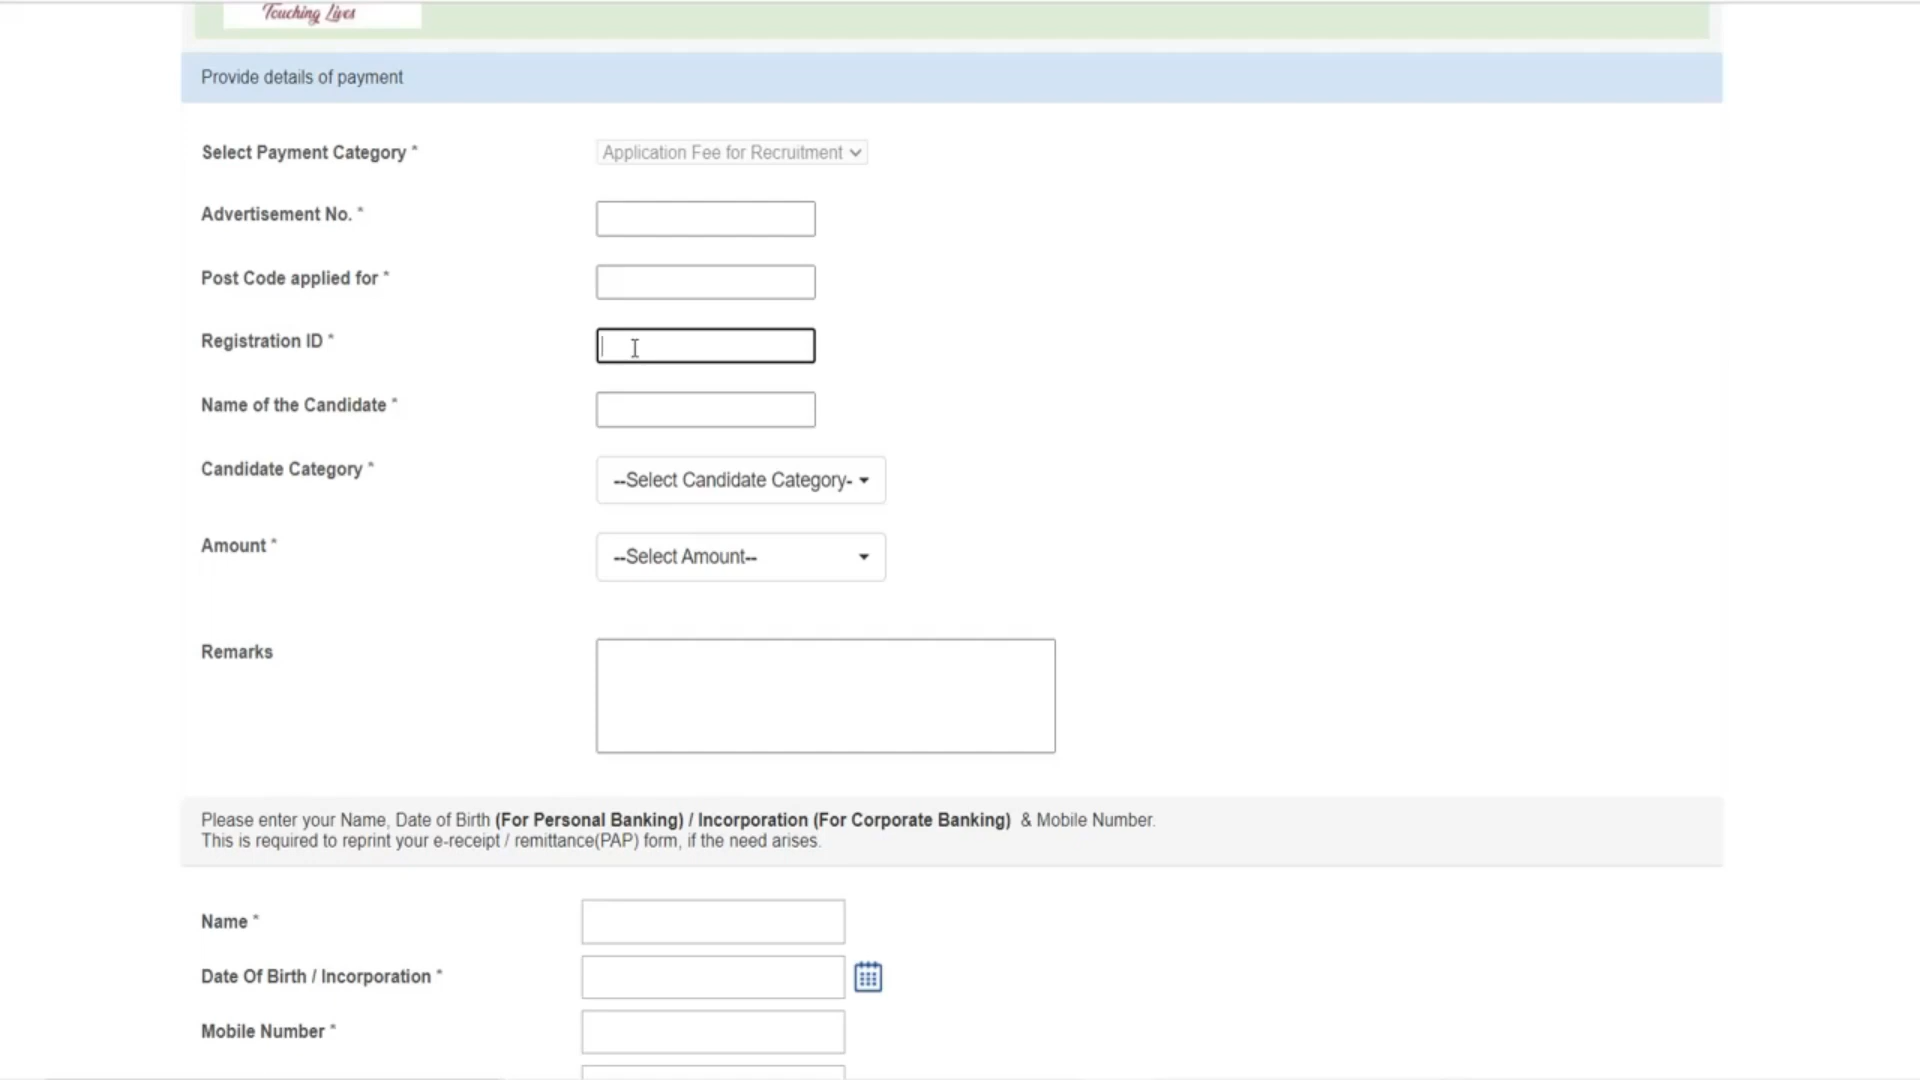 Touching Lives
Provide details of payment
Select Payment Category *
Application Fee for Recruitment
Advertisement No. *
Post Code applied for *
Registration ID *
Name of the Candidate *
Candidate Category *
--Select Candidate Category-
Amount *
--Select Amount--
Remarks
Please enter your Name, Date of Birth (For Personal Banking) / Incorporation (For Corporate Banking) & Mobile Number.
This is required to reprint your e-receipt / remittance(PAP) form, if the need arises.
Name *
Date Of Birth / Incorporation *
Mobile Number *